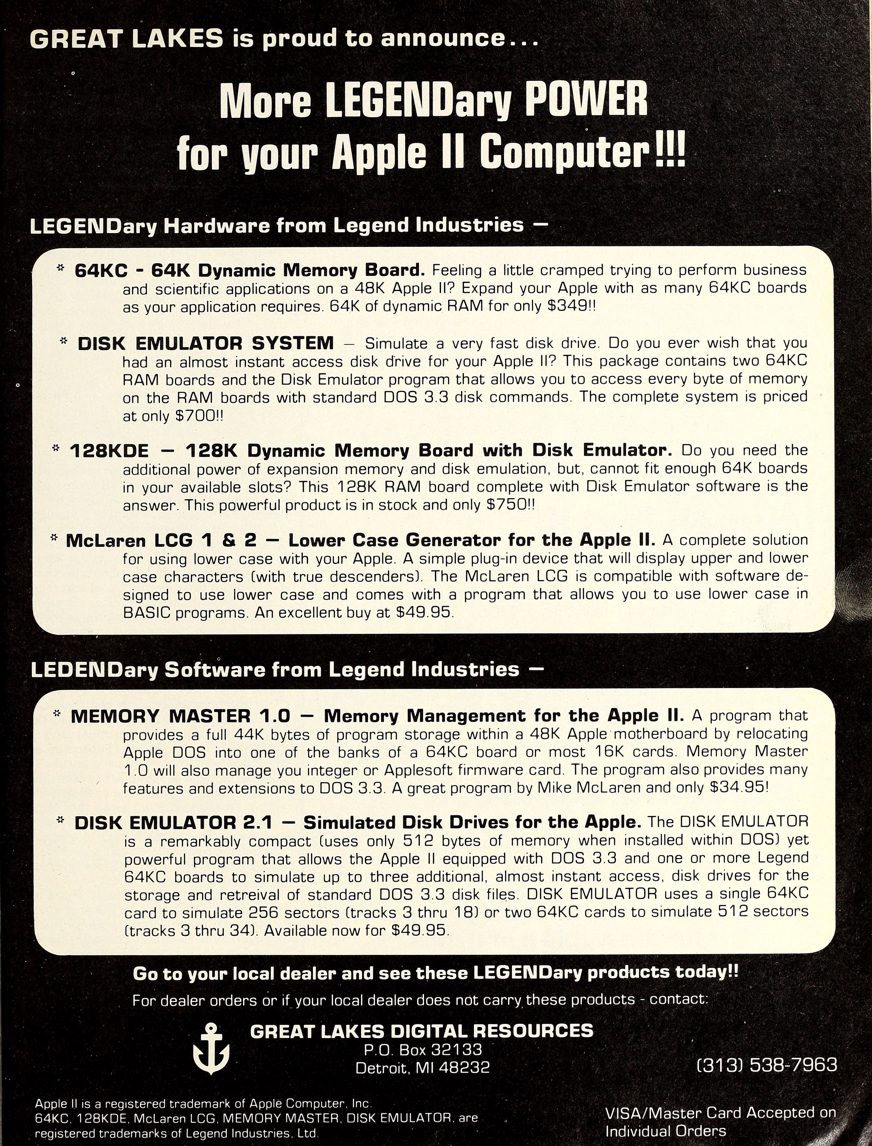 GREAT LAKES is proud to announce...
More LEGENDary POWER
for your Apple II Computer!!!
LEGENDary Hardware from Legend Industries –
* 64KC - 64K Dynamic Memory Board. Feeling a little cramped trying to perform business
and scientific applications on a 48K Apple II? Expand your Apple with as many 64KC boards
as your application requires. 64K of dynamic RAM for only $349!!
* DISK EMULATOR SYSTEM – Simulate a very fast disk drive. Do you ever wish that you
had an almost instant access disk drive for your Apple II? This package contains two 64KC
RAM boards and the Disk Emulator program that allows you to access every byte of memory
on the RAM boards with standard DOS 3.3 disk commands. The complete system is priced
at only $700!!
* 128KDE – 128K Dynamic Memory Board with Disk Emulator. Do you need the
additional power of expansion memory and disk emulation, but, cannot fit enough 64K boards
in your available slots? This 128K RAM board complete with Disk Emulator software is the
answer. This powerful product is in stock and only $750!!
* McLaren LCG 1 & 2 – Lower Case Generator for the Apple II. A complete solution
for using lower case with your Apple. A simple plug-in device that will display upper and lower
case characters (with true descenders). The McLaren LCG is compatible with software de-
signed to use lower case and comes with a program that allows you to use lower case in
BASIC programs. An excellent buy at $49.95.
LEDENDary Software from Legend Industries –
* MEMORY MASTER 1.0 – Memory Management for the Apple II. A program that
provides a full 44K bytes of program storage within a 48K Apple motherboard by relocating
Apple DOS into one of the banks of a 64KC board or most 16K cards. Memory Master
1.0 will also manage you integer or Applesoft firmware card. The program also provides many
features and extensions to DOS 3.3. A great program by Mike McLaren and only $34.95!
* DISK EMULATOR 2.1 – Simulated Disk Drives for the Apple. The DISK EMULATOR
is a remarkably compact (uses only 512 bytes of memory when installed within DOS) yet
powerful program that allows the Apple II equipped with DOS 3.3 and one or more Legend
64KC boards to simulate up to three additional, almost instant access, disk drives for the
storage and retreival of standard DOS 3.3 disk files. DISK EMULATOR uses a single 64KC
card to simulate 256 sectors (tracks 3 thru 18) or two 64KC cards to simulate 512 sectors
(tracks 3 thru 34). Available now for $49.95.
Go to your local dealer and see these LEGENDary products today!!
For dealer orders or if your local dealer does not carry these products - contact:
GREAT LAKES DIGITAL RESOURCES
P.O. Box 32133
Detroit, MI 48232
(313) 538-7963
Apple II is a registered trademark of Apple Computer, Inc.
64KC, 128KDE, McLaren LCG, MEMORY MASTER, DISK EMULATOR, are
registered trademarks of Legend Industries, Ltd.
VISA/Master Card Accepted on
Individual Orders